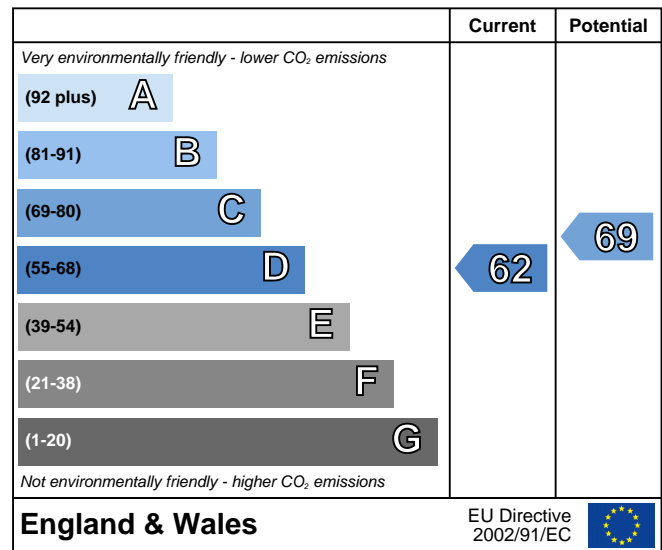 Current Potential
Very environmentally friendly - lower CO₂ emissions
(92 plus) A
(81-91) B
(69-80) C
(55-68) D
(39-54) E
(21-38) F
(1-20) G
62
69
Not environmentally friendly - higher CO₂ emissions
England & Wales
EU Directive
2002/91/EC